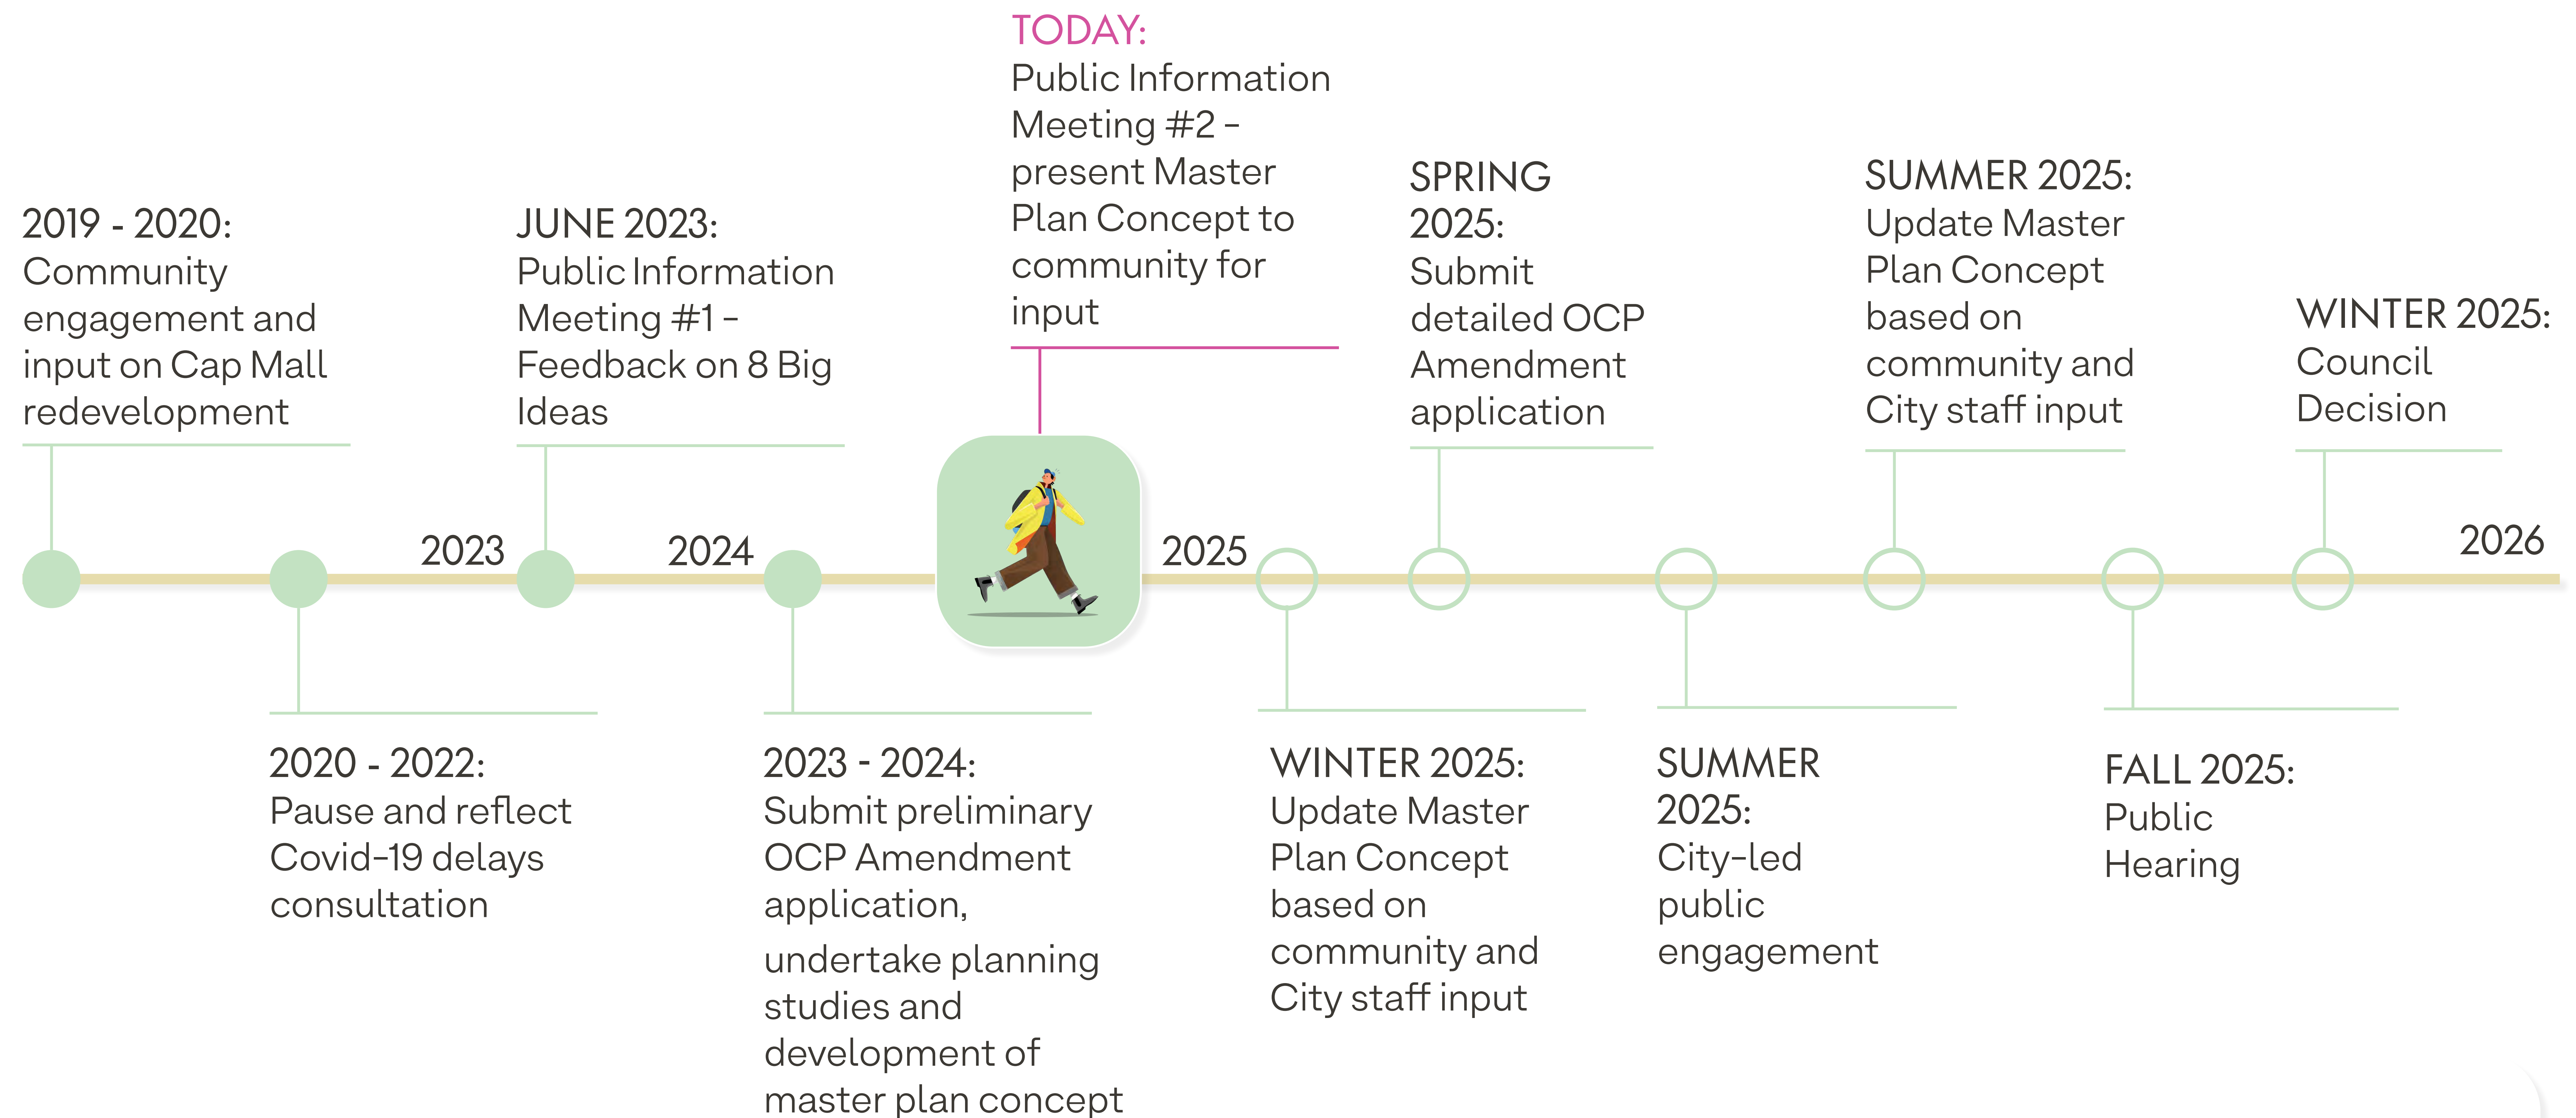 2019 - 2020:
Community
engagement and
input on Cap Mall
redevelopment
2020 - 2022:
Pause and reflect
Covid-19 delays
consultation
2023
JUNE 2023:
Public Information
Meeting #1 -
Feedback on 8 Big
Ideas
2024
2023 - 2024:
Submit preliminary
OCP Amendment
application,
undertake planning
studies and
development of
master plan concept
TODAY:
Public Information
Meeting #2 -
present Master
Plan Concept to
community for
input
2025
WINTER 2025:
Update Master
Plan Concept
based on
community and
City staff input
SPRING
2025:
Submit
detailed OCP
Amendment
application
SUMMER
2025:
City-led
public
engagement
SUMMER 2025:
Update Master
Plan Concept
based on
community and
City staff input
FALL 2025:
Public
Hearing
WINTER 2025:
Council
Decision
2026